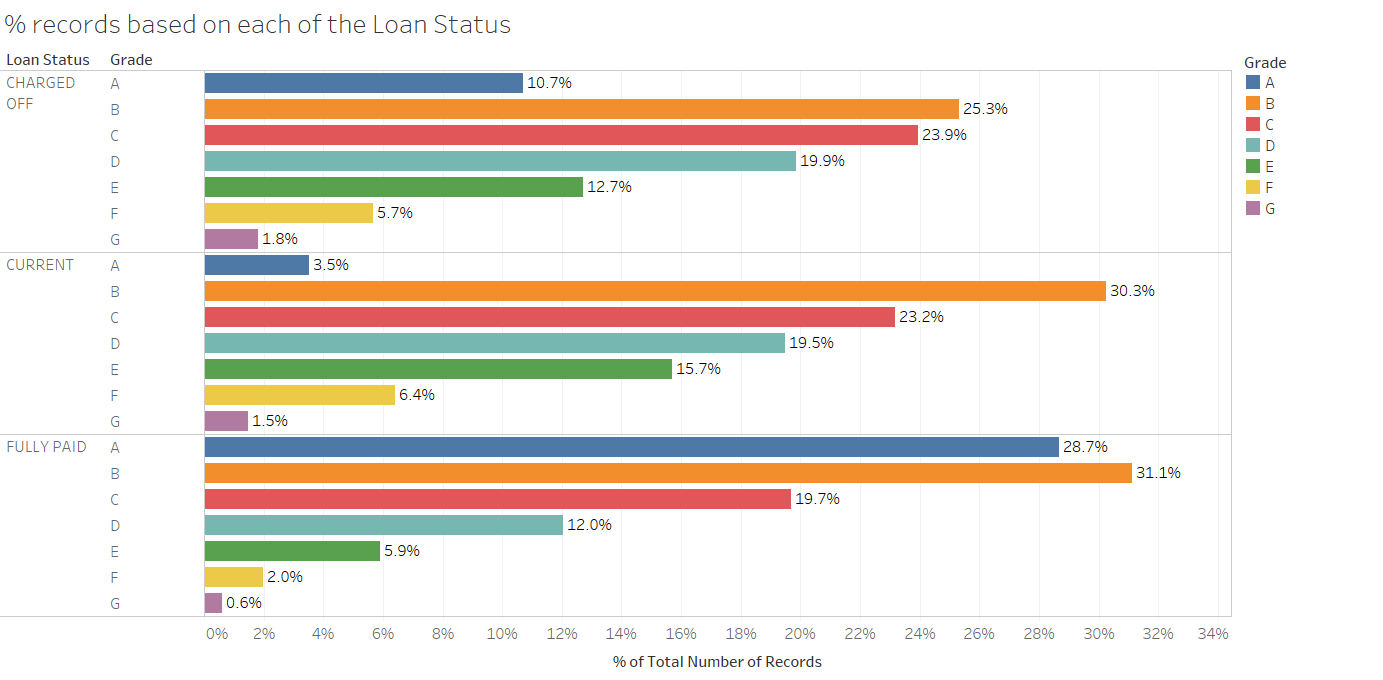 % records based on each of the Loan Status
Loan Status Grade
CHARGED OFF
A 10.7%
B 25.3%
C 23.9%
D 19.9%
E 12.7%
F 5.7%
G 1.8%
CURRENT
A 3.5%
B 30.3%
C 23.2%
D 19.5%
E 15.7%
F 6.4%
G 1.5%
FULLY PAID
A 28.7%
B 31.1%
C 19.7%
D 12.0%
E 5.9%
F 2.0%
G 0.6%
0% 2% 4% 6% 8% 10% 12% 14% 16% 18% 20% 22% 24% 26% 28% 30% 32% 34%
% of Total Number of Records
Grade
A
B
C
D
E
F
G